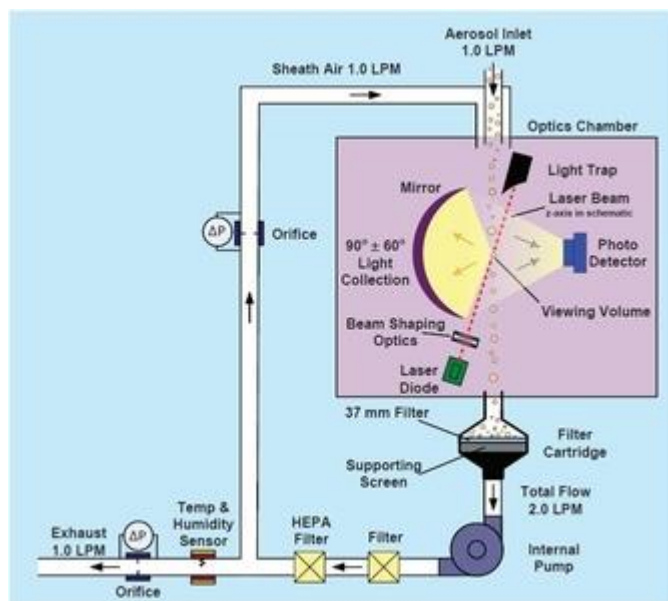 Aerosol Inlet
1.0 LPM
Sheath Air 1.0 LPM
Optics Chamber
Light Trap
Mirror
Laser Beam
z-axis in schematic
ΔP
Orifice
90° ± 60°
Light
Collection
Photo
Detector
Viewing Volume
Beam Shaping
Optics
Laser
Diode
37 mm Filter
Filter
Cartridge
Supporting
Screen
Total Flow
2.0 LPM
Temp &
Humidity
Sensor
HEPA
Filter
Filter
Exhaust
1.0 LPM
ΔP
Internal
Pump
Orifice